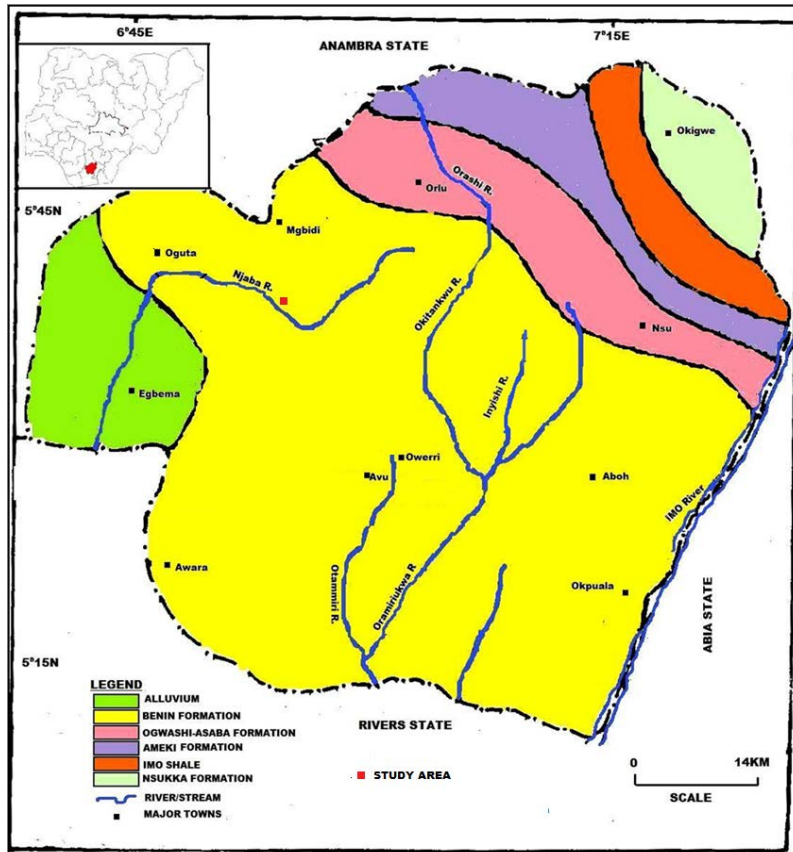 6°45E
7°15E
ANAMBRA STATE
Okigwe
Orashi R.
Orlu
5°45N
Mgbidi
Oguta
Njaba R.
Okitankwu R.
Nsu
Inyishi R.
Egbema
Owerri
Avu
Aboh
IMO River
Awara
Otammiri R.
Oramiriukwa R
Okpuala
ABIA STATE
5°15N
RIVERS STATE
LEGEND
ALLUVIUM
BENIN FORMATION
OGWASHI-ASABA FORMATION
AMEKI FORMATION
IMO SHALE
NSUKKA FORMATION
RIVER/STREAM
MAJOR TOWNS
STUDY AREA
0 14KM
SCALE